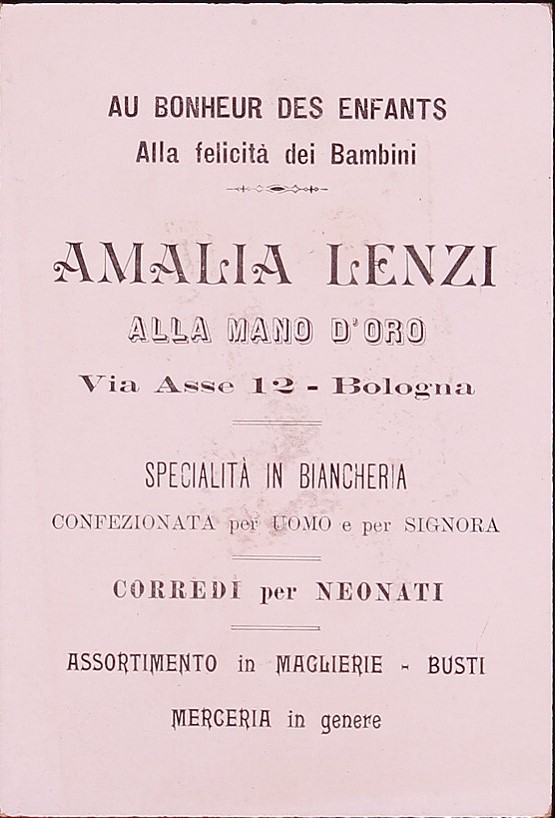 AU BONHEUR DES ENFANTS
Alla felicità dei Bambini
AMALIA LENZI
ALLA MANO D'ORO
Via Asse 12 - Bologna
SPECIALITÀ IN BIANCHERIA
CONFEZIONATA per UOMO e per SIGNORA
CORREDI per NEONATI
ASSORTIMENTO in MAGLIERIE - BUSTI
MERCERIA in genere